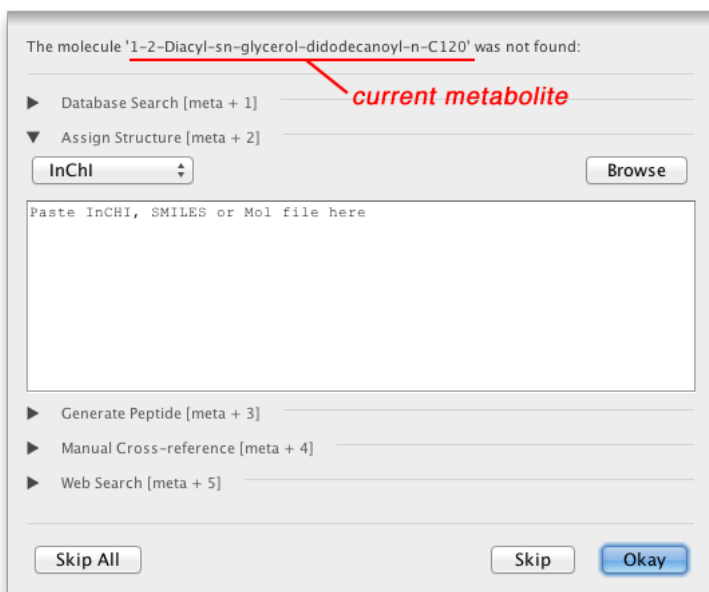 The molecule '1-2-Diacyl-sn-glycerol-didodecanoyl-n-C120' was not found:
current metabolite
Database Search [meta + 1]
Assign Structure [meta + 2]
InChI
Browse
Paste InCHI, SMILES or Mol file here
Generate Peptide [meta + 3]
Manual Cross-reference [meta + 4]
Web Search [meta + 5]
Skip All
Skip
Okay